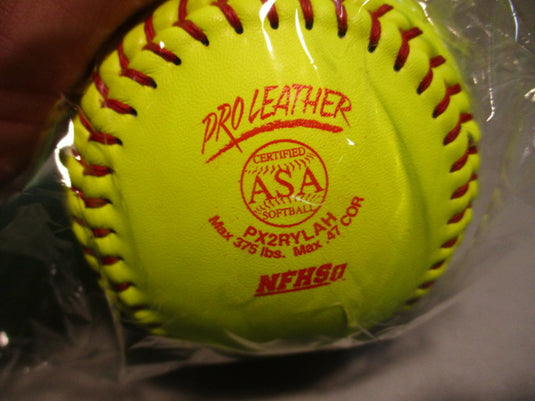 PRO LEATHER
CERTIFIED
ASA
SOFTBALL
PX2RYLAH
Max 375 lbs. Max .47 COR
NFHS